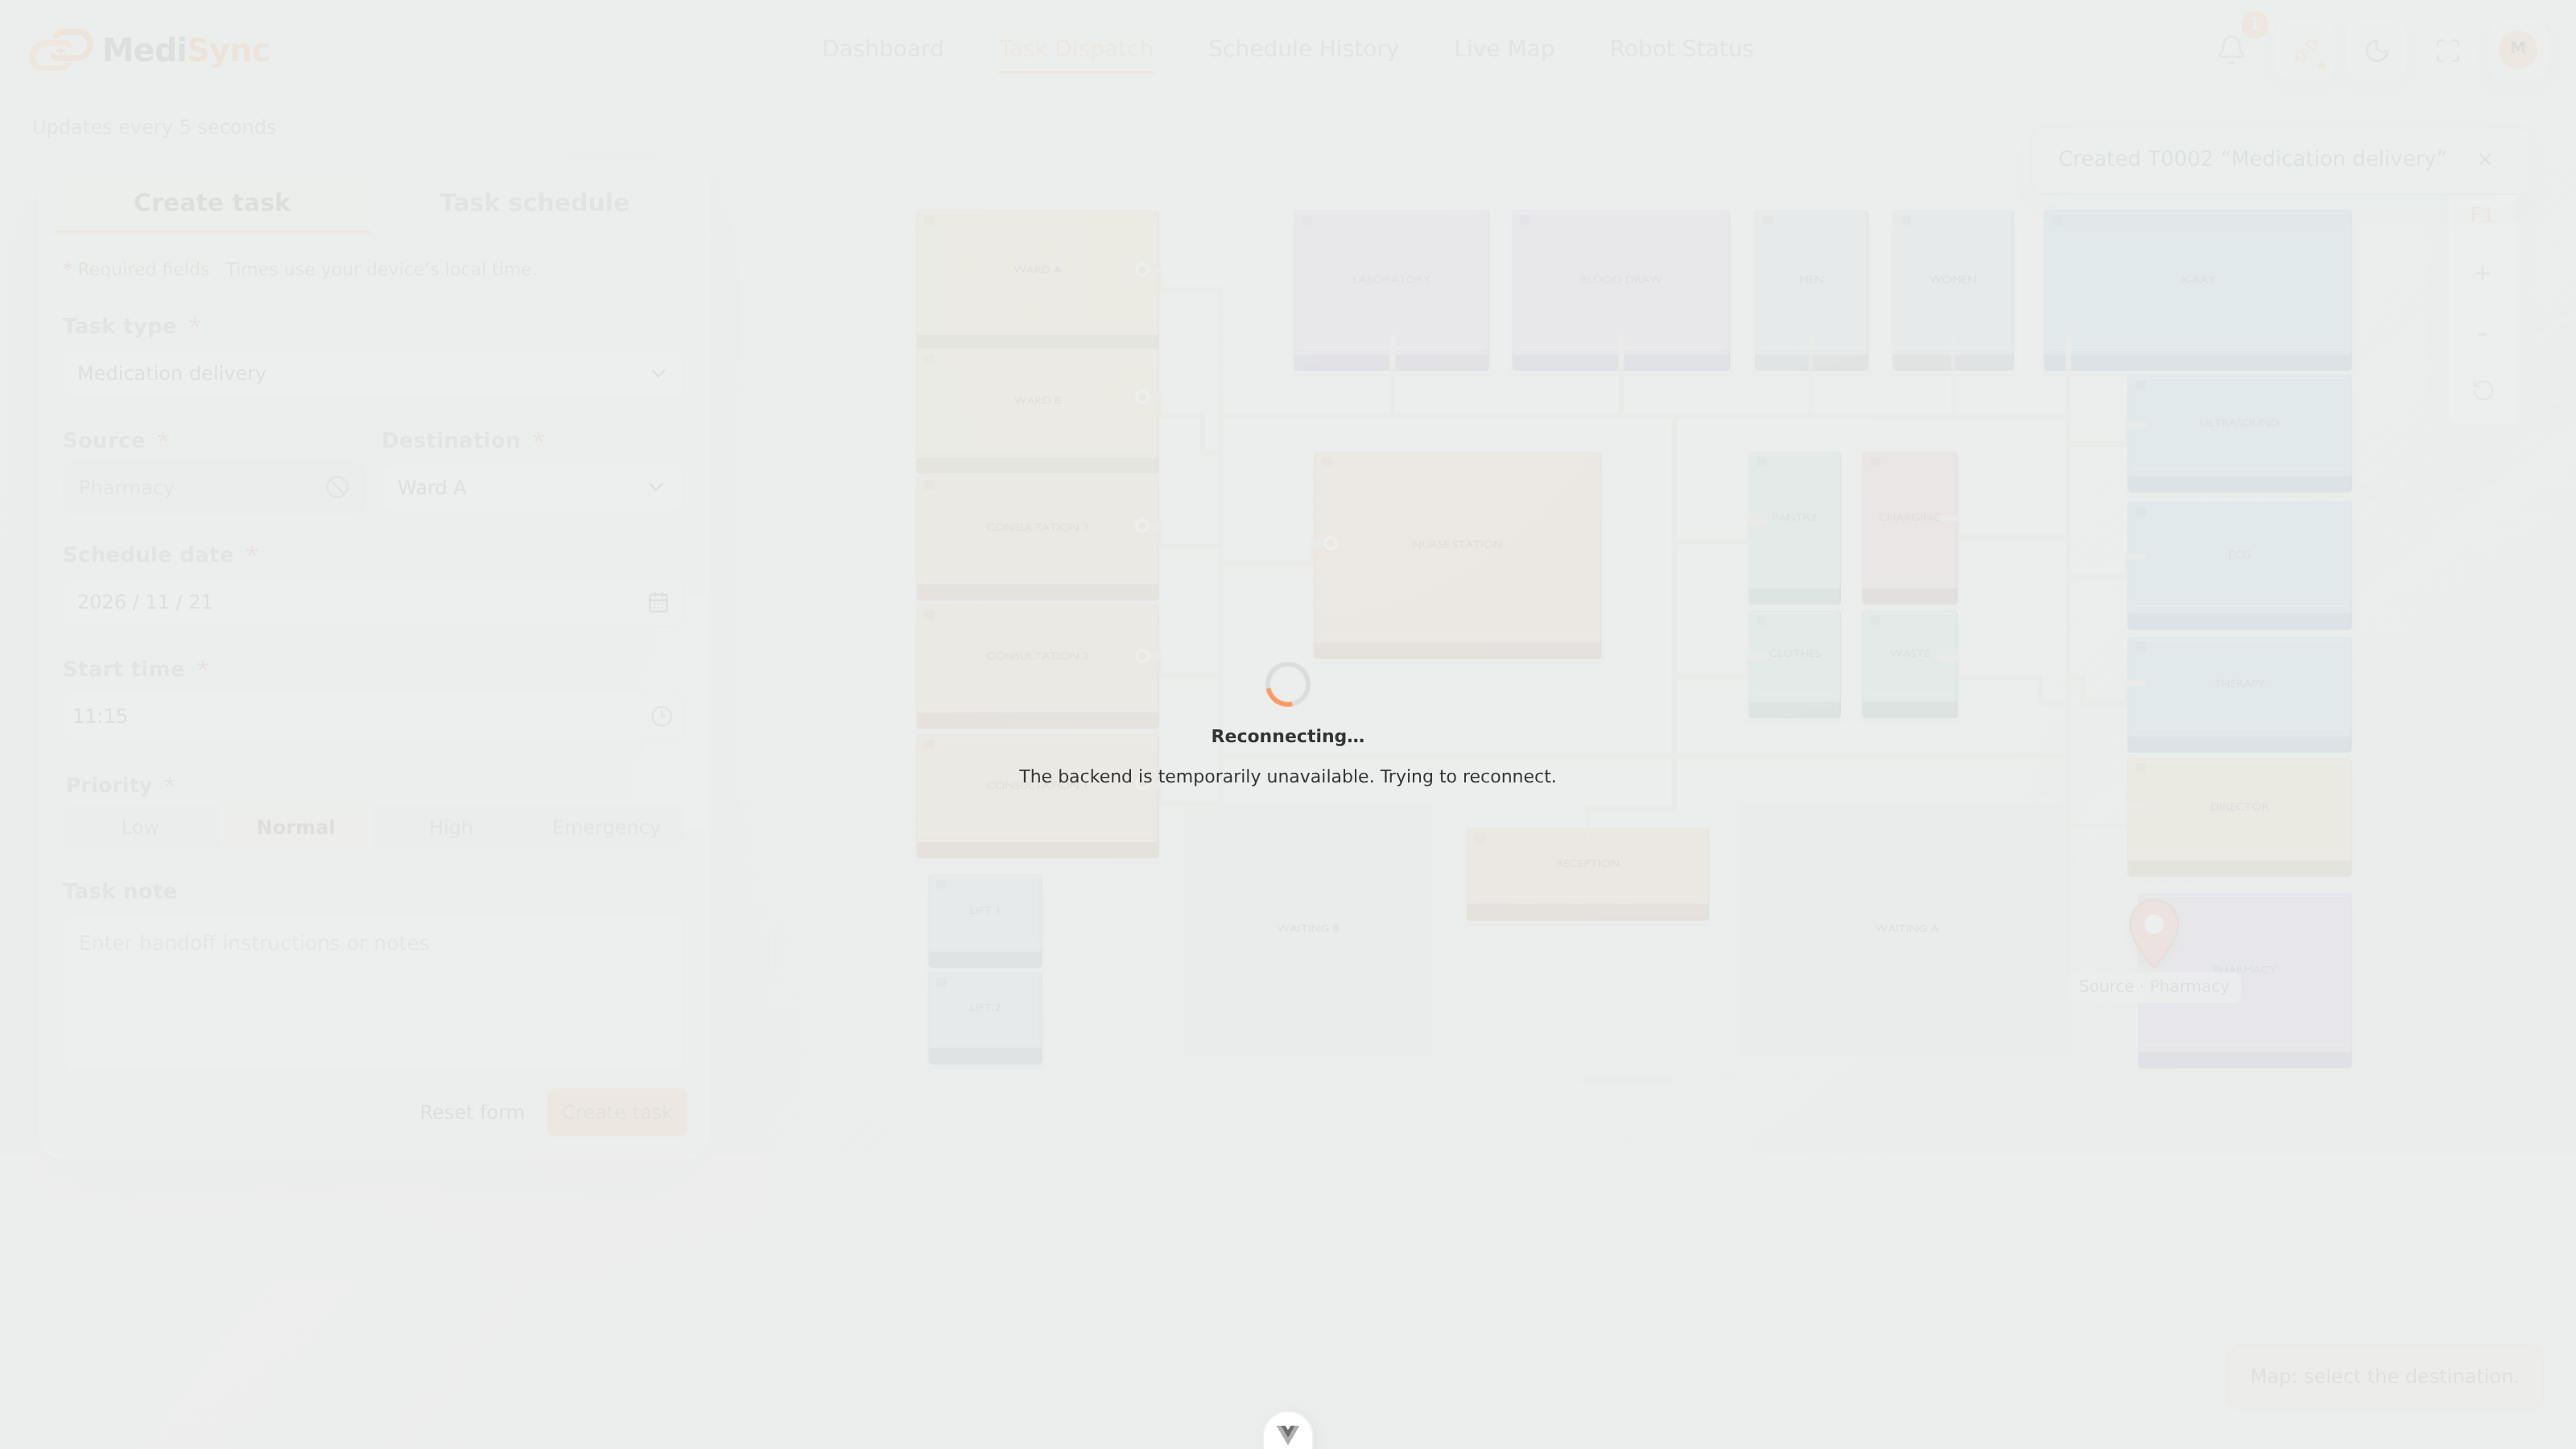 MediSync
Dashboard
Task Dispatch
Schedule History
Live Map
Robot Status
1
M
Updates every 5 seconds
Created T0002 “Medication delivery”
Create task
Task schedule
* Required fields Times use your device’s local time.
Task type *
Medication delivery
Source *
Destination *
Pharmacy
Ward A
Schedule date *
2026 / 11 / 21
Start time *
11:15
Priority *
Low
Normal
High
Emergency
Task note
Enter handoff instructions or notes
Reset form
Create task
WARD A
LABORATORY
BLOOD DRAW
MEN
WOMEN
X-RAY
F1
+
-
WARD B
ULTRASOUND
CONSULTATION 3
NURSE STATION
PANTRY
CHARGING
ECG
CONSULTATION 2
CLOTHES
WASTE
THERAPY
Reconnecting…
The backend is temporarily unavailable. Trying to reconnect.
CONSULTATION 1
DIRECTOR
RECEPTION
LIFT 1
WAITING B
WAITING A
PHARMACY
Source · Pharmacy
LIFT 2
Map: select the destination.